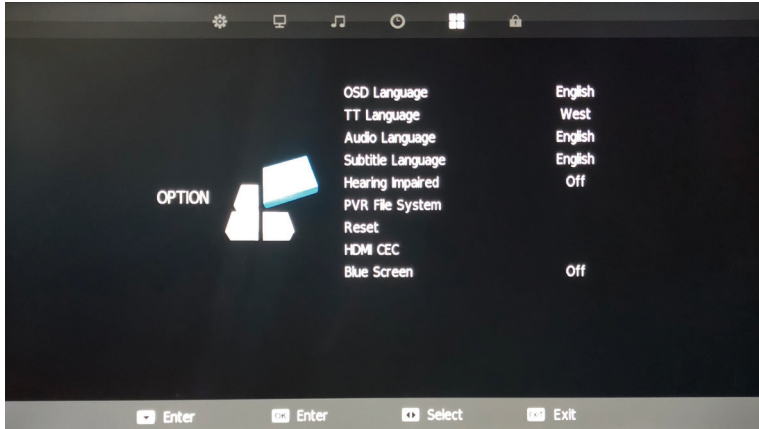 OSD Language English
TT Language West
Audio Language English
Subtitle Language English
Hearing Impaired Off
OPTION
PVR File System
Reset
HDMI CEC
Blue Screen Off
Enter OK Enter Select EXIT Exit